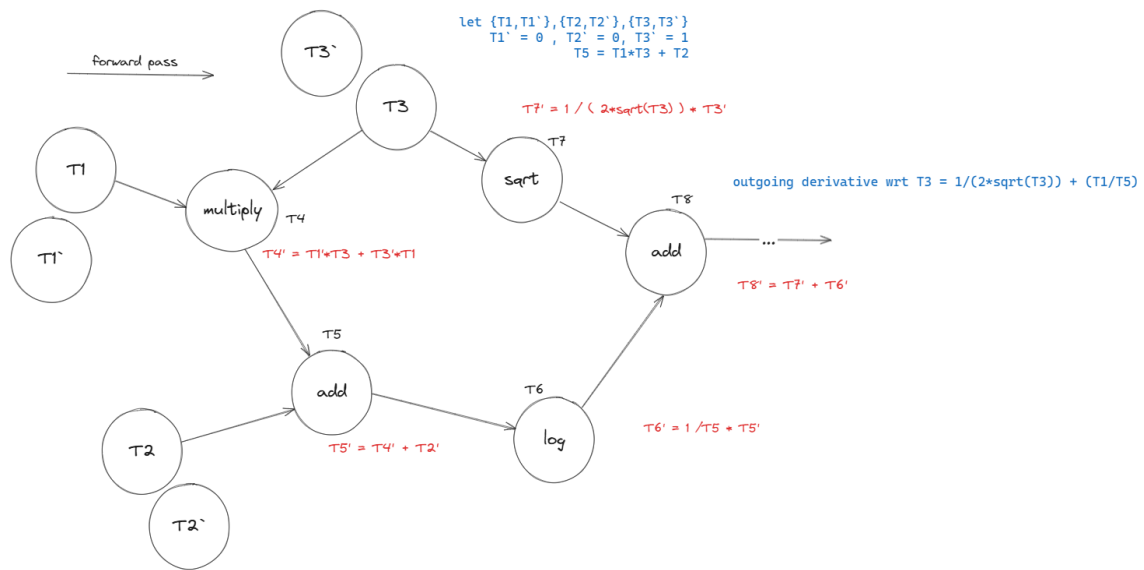 let {T1,T1`},{T2,T2`},{T3,T3`}
T1` = 0 , T2` = 0, T3` = 1
T5 = T1*T3 + T2
T3`
forward pass
T3
T7' = 1 / ( 2*sqrt(T3) ) * T3'
T7
T1
sqrt
outgoing derivative wrt T3 = 1/(2*sqrt(T3)) + (T1/T5)
multiply
T4
T8
T1`
T4' = T1'*T3 + T3'*T1
add
...
T8' = T7' + T6'
T5
add
T6
T2
T5' = T4' + T2'
log
T6' = 1 /T5 * T5'
T2`